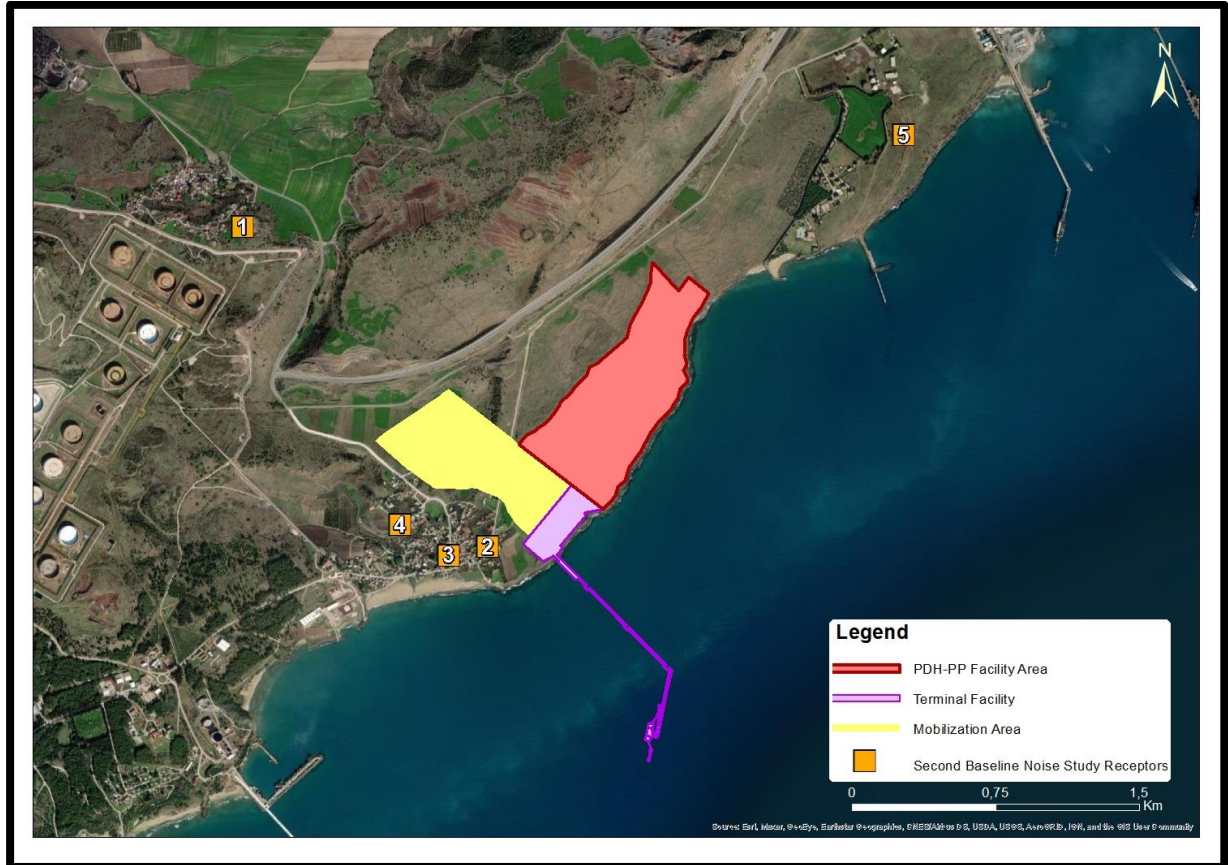 N
5
1
4
3
2
Legend
PDH-PP Facility Area
Terminal Facility
Mobilization Area
Second Baseline Noise Study Receptors
0 0,75 1,5
Km
Source: Esri, Maxar, GeoEye, Earthstar Geographics, CNES/Airbus DS, USDA, USGS, AeroGRID, IGN, and the GIS User Community